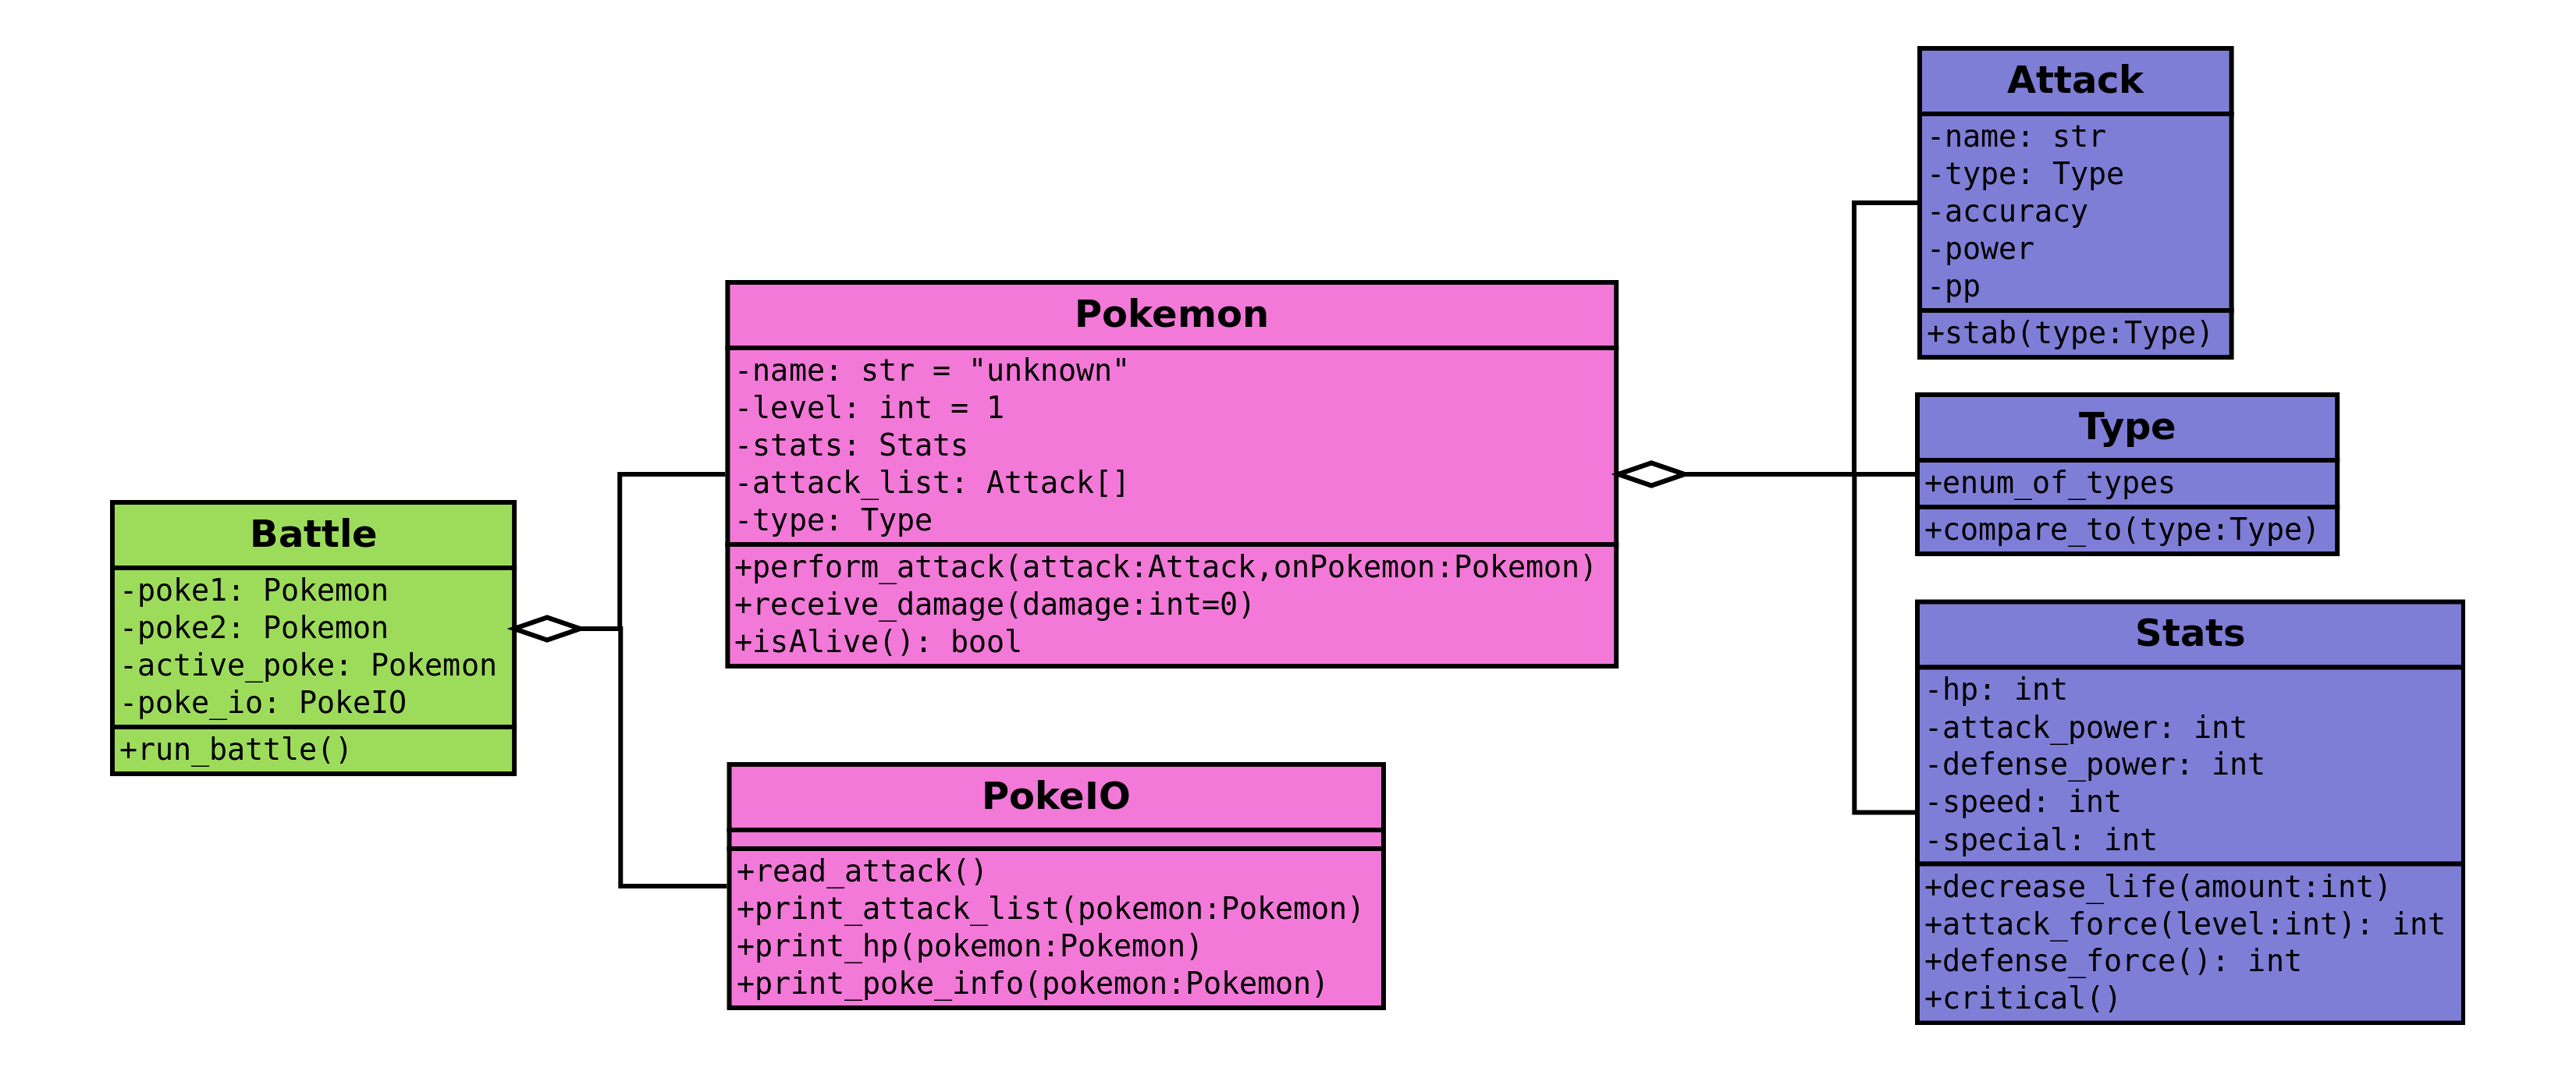 Battle
-poke1: Pokemon
-poke2: Pokemon
-active_poke: Pokemon
-poke_io: PokeIO
+run_battle()
Pokemon
-name: str = "unknown"
-level: int = 1
-stats: Stats
-attack_list: Attack[]
-type: Type
+perform_attack(attack:Attack,onPokemon:Pokemon)
+receive_damage(damage:int=0)
+isAlive(): bool
PokeIO
+read_attack()
+print_attack_list(pokemon:Pokemon)
+print_hp(pokemon:Pokemon)
+print_poke_info(pokemon:Pokemon)
Attack
-name: str
-type: Type
-accuracy
-power
-pp
+stab(type:Type)
Type
+enum_of_types
+compare_to(type:Type)
Stats
-hp: int
-attack_power: int
-defense_power: int
-speed: int
-special: int
+decrease_life(amount:int)
+attack_force(level:int): int
+defense_force(): int
+critical()